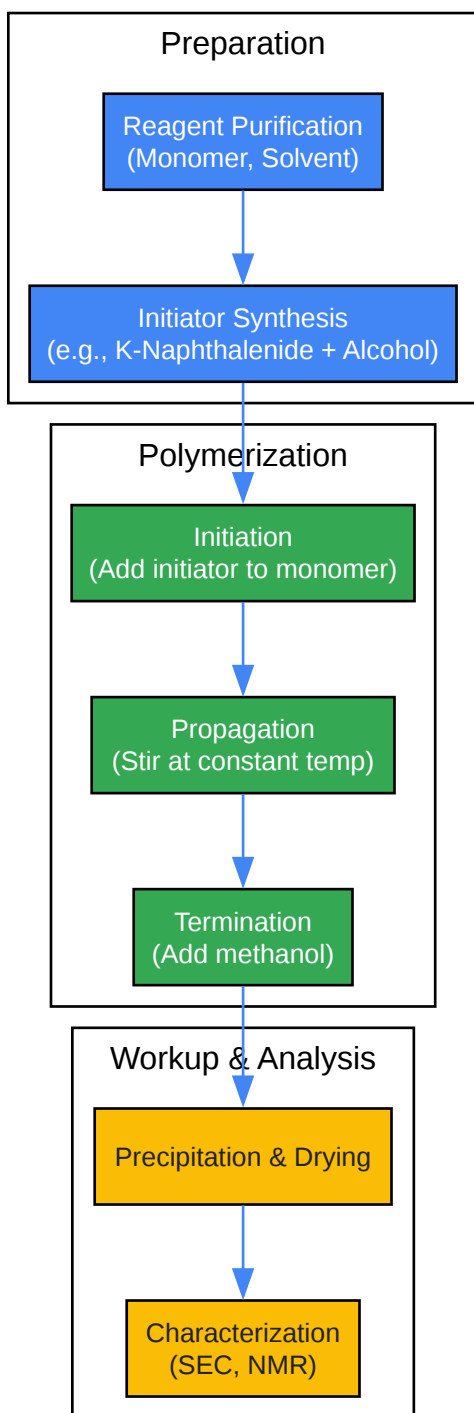 Preparation
Reagent Purification
(Monomer, Solvent)
Initiator Synthesis
(e.g., K-Naphthalenide + Alcohol)
Polymerization
Initiation
(Add initiator to monomer)
Propagation
(Stir at constant temp)
Termination
(Add methanol)
Workup & Analysis
Precipitation & Drying
Characterization
(SEC, NMR)